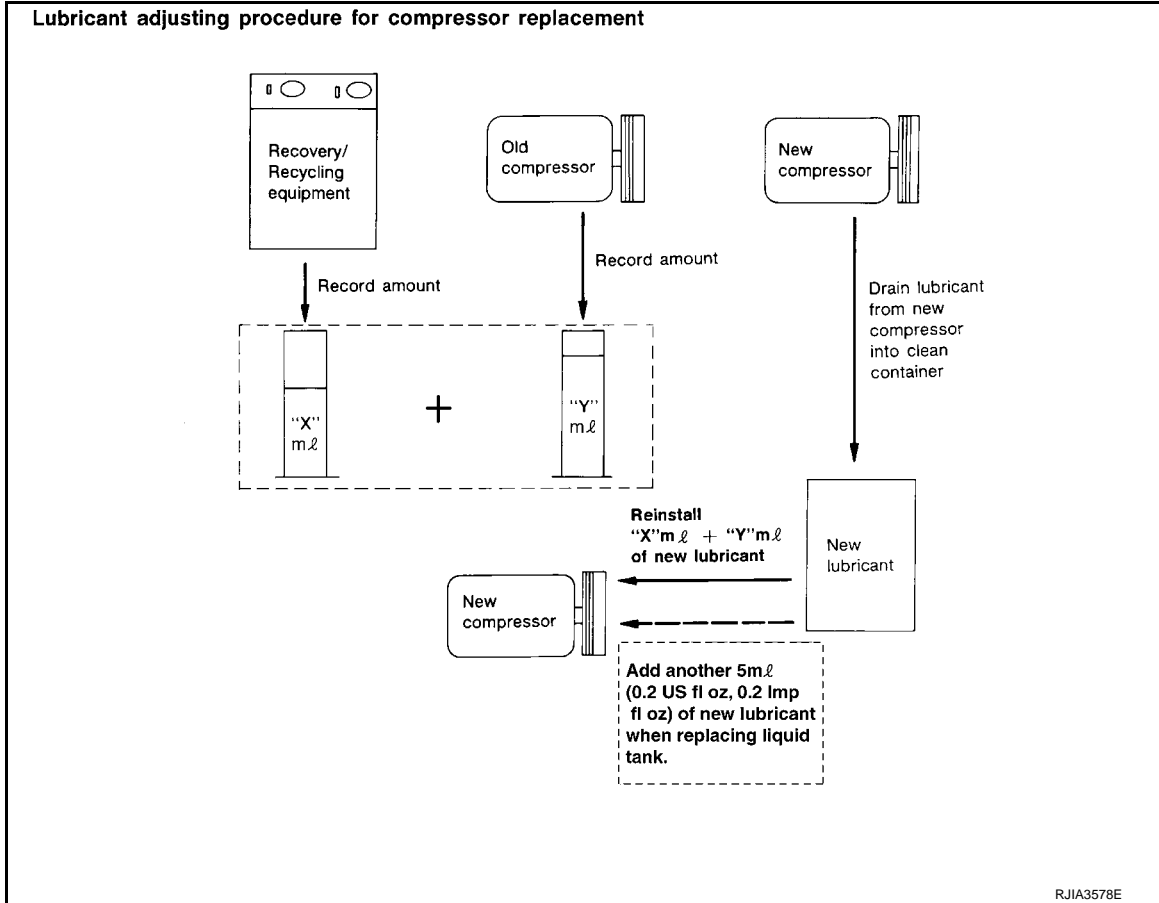 Lubricant adjusting procedure for compressor replacement
Recovery/
Recycling
equipment
Old
compressor
New
compressor
Record amount
Record amount
Drain lubricant
from new
compressor
into clean
container
"X"
mℓ
+
"Y"
mℓ
Reinstall
"X"mℓ + "Y"mℓ
of new lubricant
New
lubricant
New
compressor
Add another 5mℓ
(0.2 US fl oz, 0.2 Imp
fl oz) of new lubricant
when replacing liquid
tank.
RJIA3578E